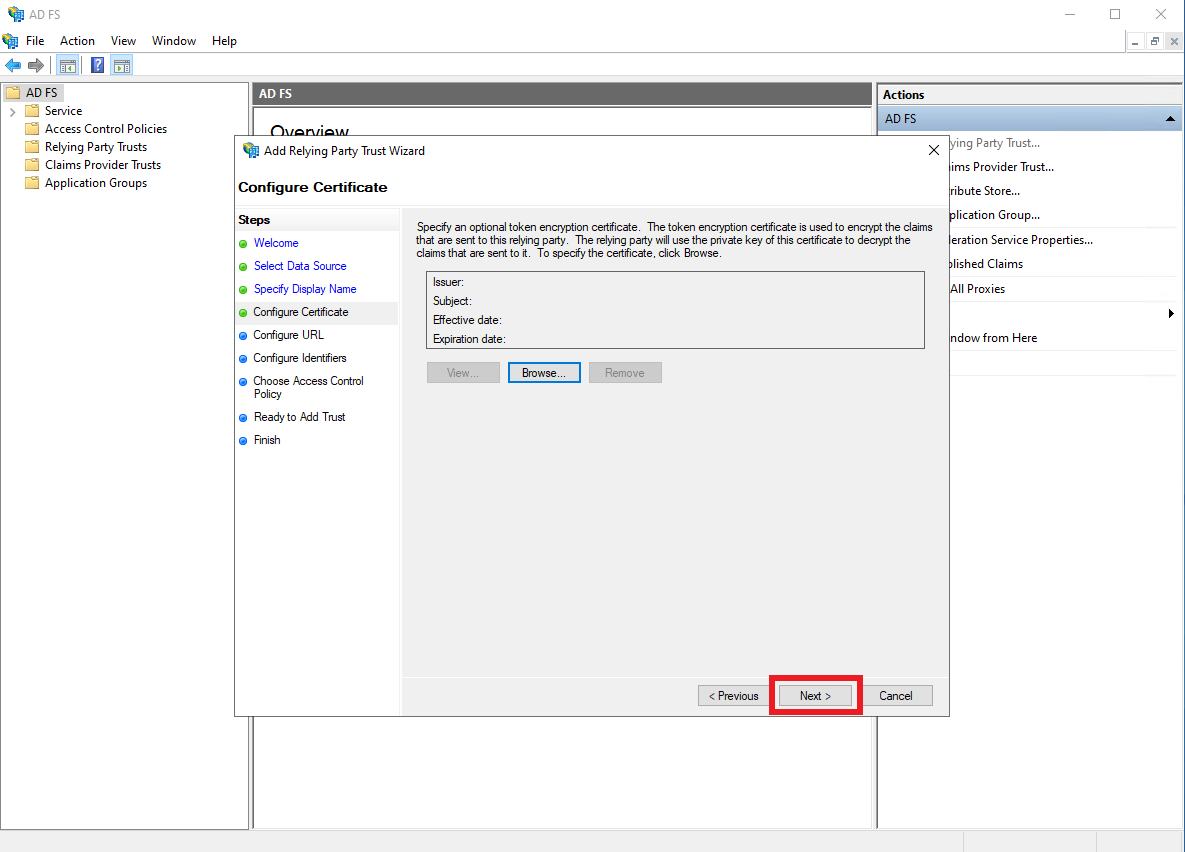 AD FS
File Action View Window Help
AD FS
Service
Access Control Policies
Relying Party Trusts
Claims Provider Trusts
Application Groups
AD FS
Overview
Add Relying Party Trust Wizard
Configure Certificate
Steps
Welcome
Select Data Source
Specify Display Name
Configure Certificate
Configure URL
Configure Identifiers
Choose Access Control
Policy
Ready to Add Trust
Finish
Specify an optional token encryption certificate. The token encryption certificate is used to encrypt the claims
that are sent to this relying party. The relying party will use the private key of this certificate to decrypt the
claims that are sent to it. To specify the certificate, click Browse.
Issuer:
Subject:
Effective date:
Expiration date:
View... Browse... Remove
< Previous Next > Cancel
Actions
AD FS
ying Party Trust...
ims Provider Trust...
ribute Store...
plication Group...
leration Service Properties...
blished Claims
All Proxies
ndow from Here